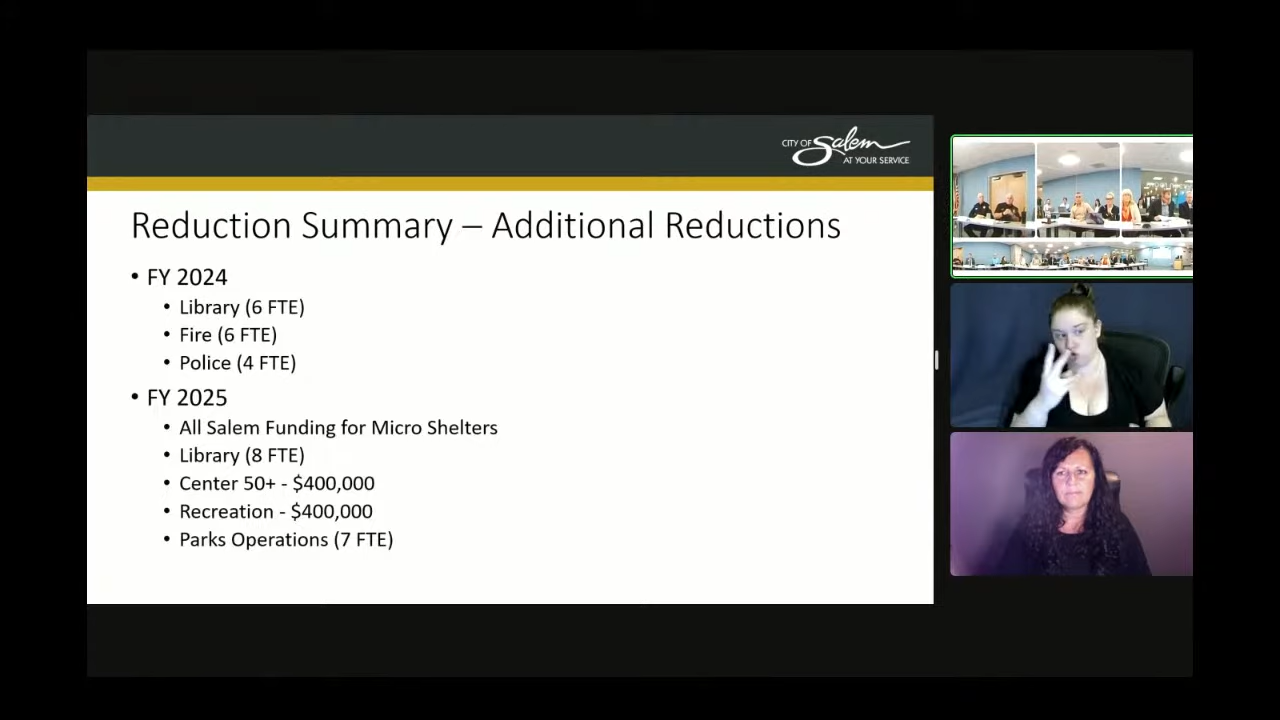 CITY OF Salem
AT YOUR SERVICE
Reduction Summary – Additional Reductions
• FY 2024
• Library (6 FTE)
• Fire (6 FTE)
• Police (4 FTE)
• FY 2025
• All Salem Funding for Micro Shelters
• Library (8 FTE)
• Center 50+ - $400,000
• Recreation - $400,000
• Parks Operations (7 FTE)